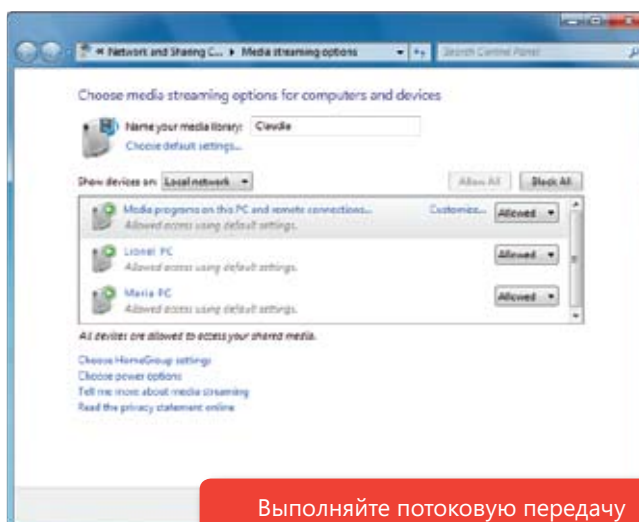 « Network and Sharing C... ▸ Media streaming options
Search Control Panel
Choose media streaming options for computers and devices
Name your media library: Claudia
Choose default settings...
Show devices on: Local network
Allow All
Block All
Media programs on this PC and remote connections...
Customize...
Allowed
Allowed access using default settings.
Lionel PC
Allowed
Allowed access using default settings.
Maria PC
Allowed
Allowed access using default settings.
All devices are allowed to access your shared media.
Choose HomeGroup settings
Choose power options
Tell me more about media streaming
Read the privacy statement online
Выполняйте потоковую передачу